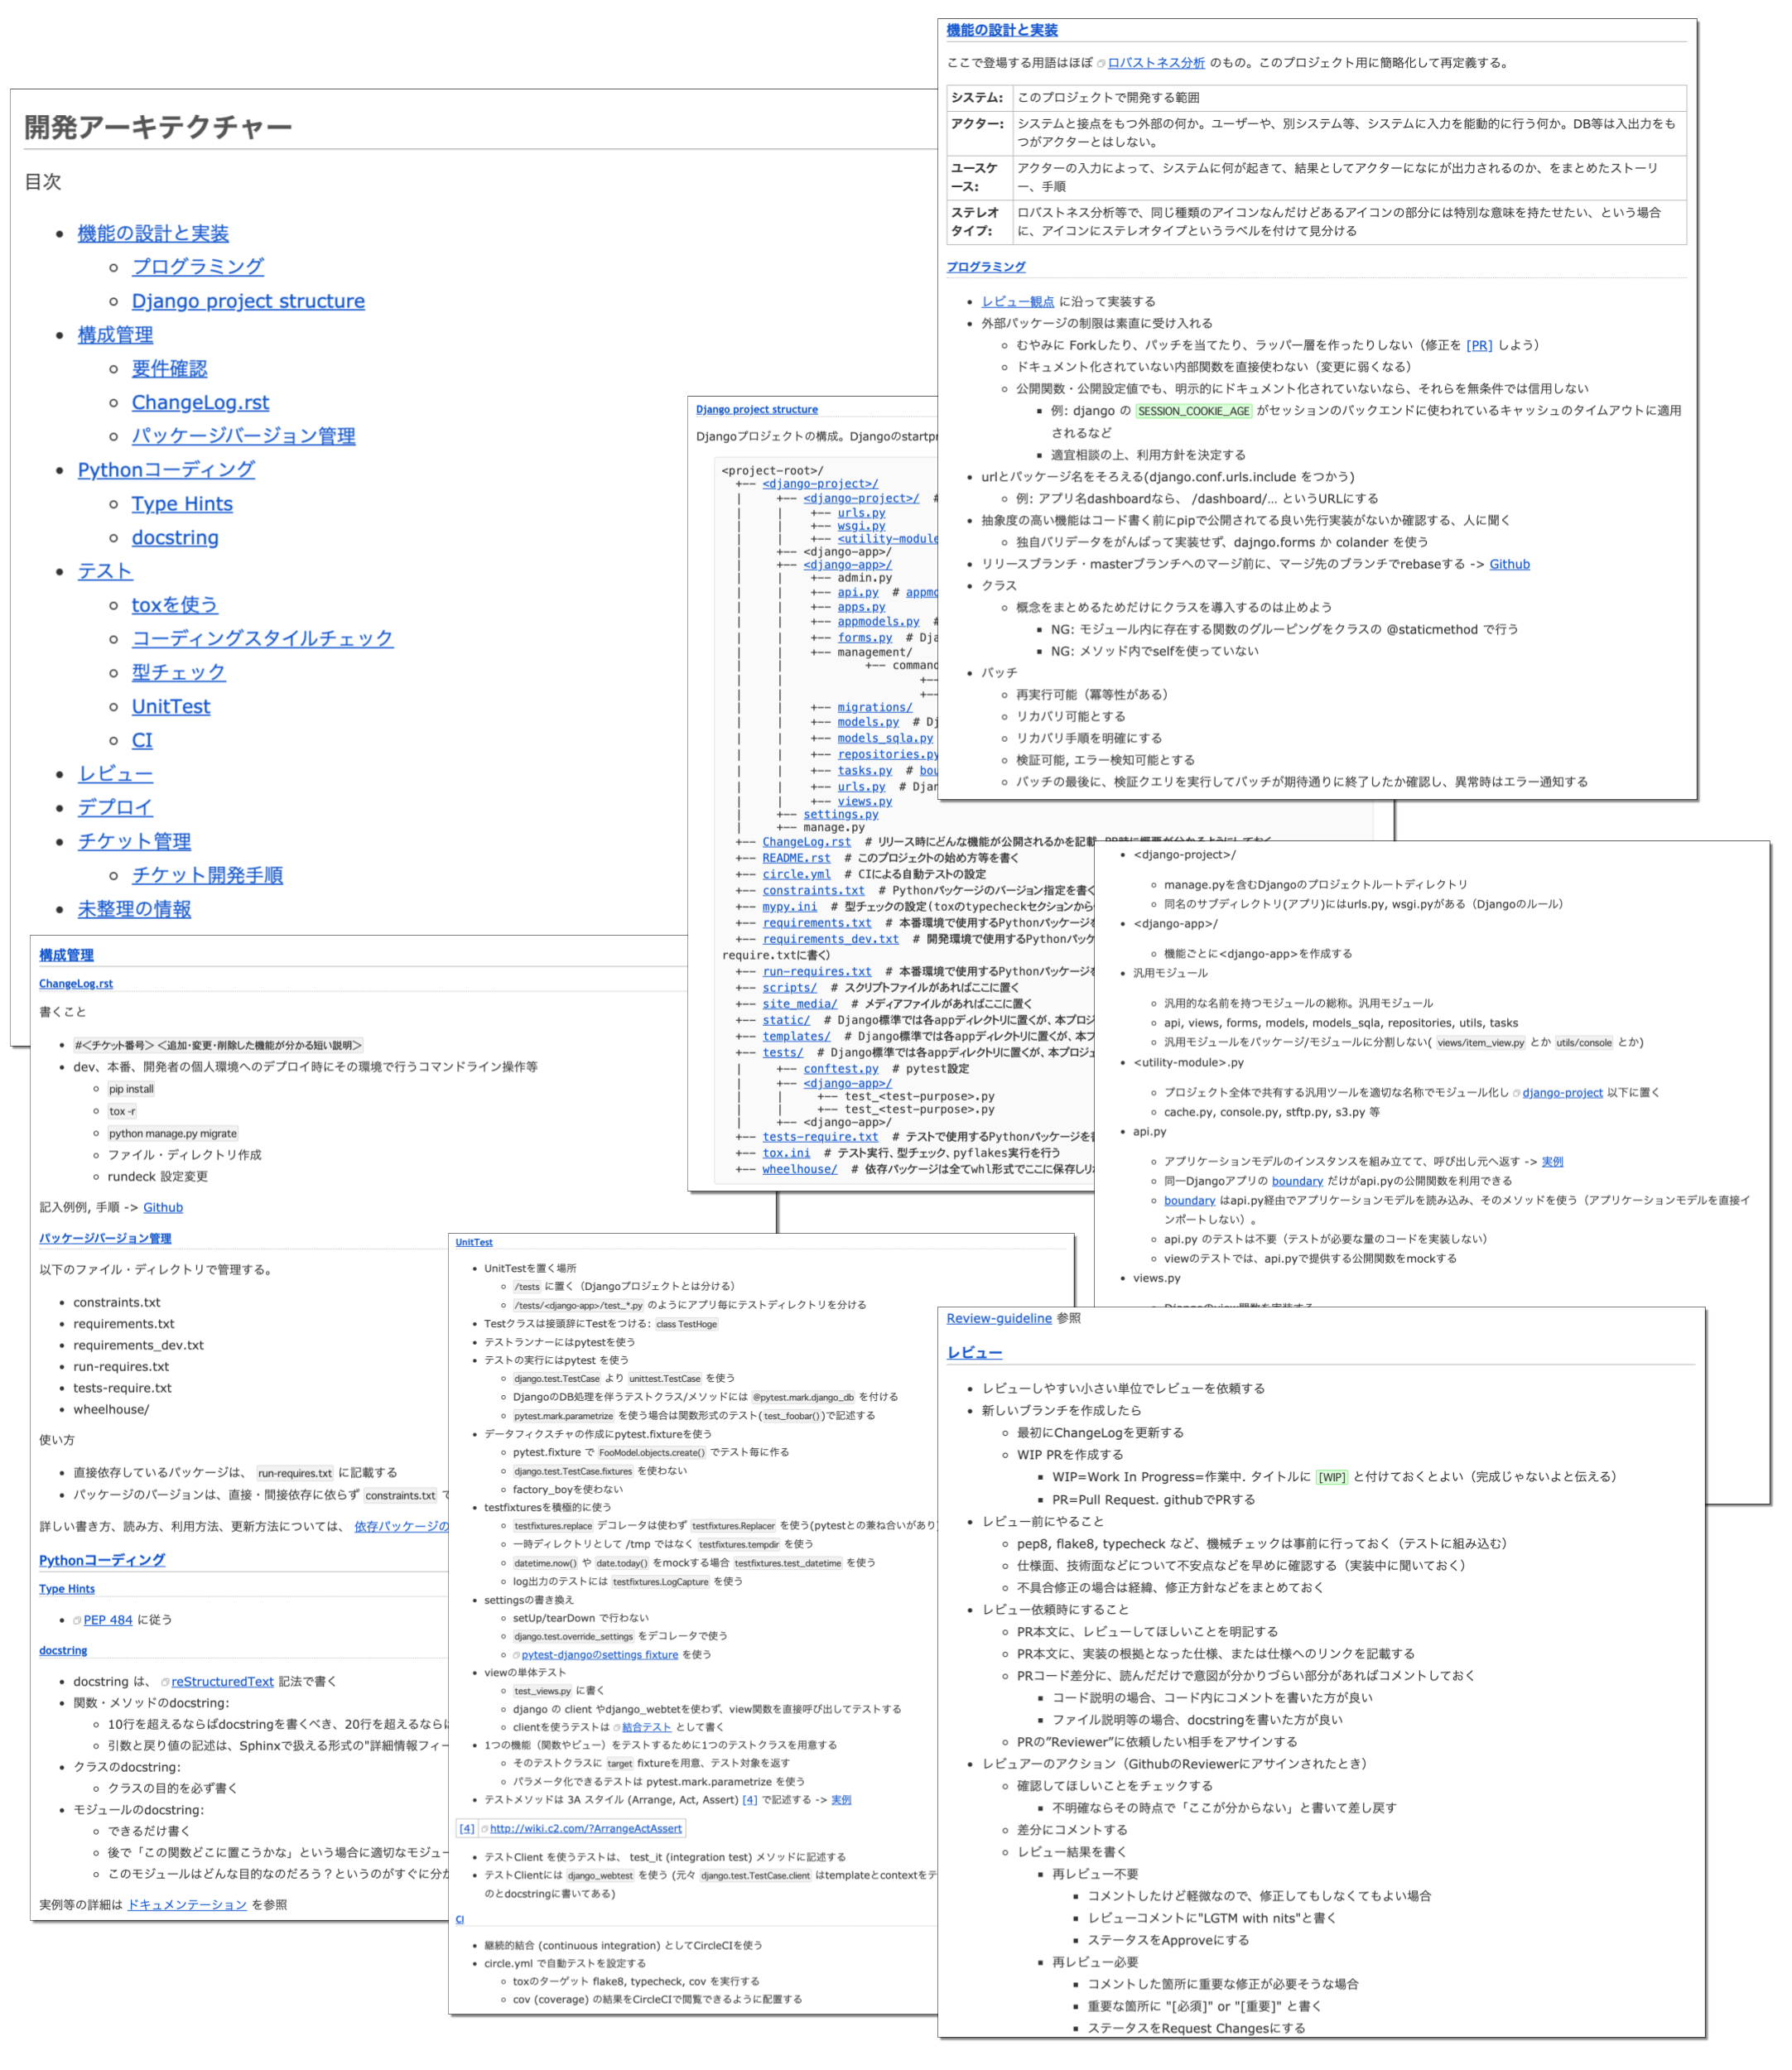 開発アーキテクチャー
目次
機能の設計と実装
プログラミング
Django project structure
構成管理
要件確認
ChangeLog.rst
パッケージバージョン管理
Pythonコーディング
Type Hints
docstring
テスト
toxを使う
コーディングスタイルチェック
型チェック
UnitTest
CI
レビュー
デプロイ
チケット管理
チケット開発手順
未整理の情報
機能の設計と実装
ここで登場する用語はほぼ ロバストネス分析 のもの。このプロジェクト用に簡略化して再定義する。
システム: このプロジェクトで開発する範囲
アクター: システムと接点をもつ外部の何か。ユーザーや、別システム等、システムに入力を能動的に行う何か。DB等は入出力をも
つがアクターとはしない。
ユースケ
ース: アクターの入力によって、システムに何が起きて、結果としてアクターになにが出力されるのか、をまとめたストーリ
ー、手順
ステレオ
タイプ: ロバストネス分析等で、同じ種類のアイコンなんだけどあるアイコンの部分には特別な意味を持たせたい、という場合
に、アイコンにステレオタイプというラベルを付けて見分ける
プログラミング
レビュー観点 に沿って実装する
外部パッケージの制限は素直に受け入れる
むやみに Forkしたり、パッチを当てたり、ラッパー層を作ったりしない（修正を [PR] しよう）
ドキュメント化されていない内部関数を直接使わない（変更に弱くなる）
公開関数・公開設定値でも、明示的にドキュメント化されていないなら、それらを無条件では信用しない
例: django の SESSION_COOKIE_AGE がセッションのバックエンドに使われているキャッシュのタイムアウトに適用
されるなど
適宜相談の上、利用方針を決定する
urlとパッケージ名をそろえる(django.conf.urls.include をつかう)
例: アプリ名dashboardなら、 /dashboard/... というURLにする
抽象度の高い機能はコード書く前にpipで公開されてる良い先行実装がないか確認する、人に聞く
独自バリデータをがんばって実装せず、dajngo.forms か colander を使う
リリースブランチ・masterブランチへのマージ前に、マージ先のブランチでrebaseする -> Github
クラス
概念をまとめるためだけにクラスを導入するのは止めよう
NG: モジュール内に存在する関数のグルーピングをクラスの @staticmethod で行う
NG: メソッド内でselfを使っていない
バッチ
再実行可能（冪等性がある）
リカバリ可能とする
リカバリ手順を明確にする
検証可能, エラー検知可能とする
バッチの最後に、検証クエリを実行してバッチが期待通りに終了したか確認し、異常時はエラー通知する
Django project structure
Djangoプロジェクトの構成。Djangoのstartpr
<project-root>/
+-- <django-project>/
| +-- <django-project>/ #
| | +-- urls.py
| | +-- wsgi.py
| | +-- <utility-module
| +-- <django-app>/
| +-- <django-app>/
| | +-- admin.py
| | +-- api.py # appmo
| | +-- apps.py
| | +-- appmodels.py #
| | +-- forms.py # Dja
| | +-- management/
| | +-- command
| | +--
| | +--
| | +-- migrations/
| | +-- models.py # Dj
| | +-- models_sqla.py
| | +-- repositories.py
| | +-- tasks.py # bou
| | +-- urls.py # Djan
| | +-- views.py
| +-- settings.py
| +-- manage.py
+-- ChangeLog.rst # リリース時にどんな機能が公開されるかを記載。PR時に概要が分かるようにしておく
+-- README.rst # このプロジェクトの始め方等を書く
+-- circle.yml # CIによる自動テストの設定
+-- constraints.txt # Pythonパッケージのバージョン指定を書く
+-- mypy.ini # 型チェックの設定(toxのtypecheckセクションから
+-- requirements.txt # 本番環境で使用するPythonパッケージを
+-- requirements_dev.txt # 開発環境で使用するPythonパッケ
require.txtに書く)
+-- run-requires.txt # 本番環境で使用するPythonパッケージを
+-- scripts/ # スクリプトファイルがあればここに置く
+-- site_media/ # メディアファイルがあればここに置く
+-- static/ # Django標準では各appディレクトリに置くが、本プロジ
+-- templates/ # Django標準では各appディレクトリに置くが、本プ
+-- tests/ # Django標準では各appディレクトリに置くが、本プロジェ
| +-- conftest.py # pytest設定
| +-- <django-app>/
| | +-- test_<test-purpose>.py
| | +-- test_<test-purpose>.py
| +-- <django-app>/
+-- tests-require.txt # テストで使用するPythonパッケージを書
+-- tox.ini # テスト実行、型チェック、pyflakes実行を行う
+-- wheelhouse/ # 依存パッケージは全てwhl形式でここに保存しリ
<django-project>/
manage.pyを含むDjangoのプロジェクトルートディレクトリ
同名のサブディレクトリ(アプリ)にはurls.py, wsgi.pyがある（Djangoのルール）
<django-app>/
機能ごとに<django-app>を作成する
汎用モジュール
汎用的な名前を持つモジュールの総称。汎用モジュール
api, views, forms, models, models_sqla, repositories, utils, tasks
汎用モジュールをパッケージ/モジュールに分割しない( views/item_view.py とか utils/console とか)
<utility-module>.py
プロジェクト全体で共有する汎用ツールを適切な名称でモジュール化し django-project 以下に置く
cache.py, console.py, stftp.py, s3.py 等
api.py
アプリケーションモデルのインスタンスを組み立てて、呼び出し元へ返す -> 実例
同一Djangoアプリの boundary だけがapi.pyの公開関数を利用できる
boundary はapi.py経由でアプリケーションモデルを読み込み、そのメソッドを使う（アプリケーションモデルを直接イ
ンポートしない）。
api.py のテストは不要（テストが必要な量のコードを実装しない）
viewのテストでは、api.pyで提供する公開関数をmockする
views.py
Djangoのview関数を実装する
構成管理
ChangeLog.rst
書くこと
#<チケット番号> <追加・変更・削除した機能が分かる短い説明>
dev、本番、開発者の個人環境へのデプロイ時にその環境で行うコマンドライン操作等
pip install
tox -r
python manage.py migrate
ファイル・ディレクトリ作成
rundeck 設定変更
記入例例, 手順 -> Github
パッケージバージョン管理
以下のファイル・ディレクトリで管理する。
constraints.txt
requirements.txt
requirements_dev.txt
run-requires.txt
tests-require.txt
wheelhouse/
使い方
直接依存しているパッケージは、 run-requires.txt に記載する
パッケージのバージョンは、直接・間接依存に依らず constraints.txt で
詳しい書き方、読み方、利用方法、更新方法については、 依存パッケージの
Pythonコーディング
Type Hints
PEP 484 に従う
docstring
docstring は、 reStructuredText 記法で書く
関数・メソッドのdocstring:
10行を超えるならばdocstringを書くべき、20行を超えるならば
引数と戻り値の記述は、Sphinxで扱える形式の"詳細情報フィー
クラスのdocstring:
クラスの目的を必ず書く
モジュールのdocstring:
できるだけ書く
後で「この関数どこに置こうかな」という場合に適切なモジュー
このモジュールはどんな目的なのだろう？というのがすぐに分か
実例等の詳細は ドキュメンテーション を参照
UnitTest
UnitTestを置く場所
/tests に置く（Djangoプロジェクトとは分ける）
/tests/<django-app>/test_*.py のようにアプリ毎にテストディレクトリを分ける
Testクラスは接頭辞にTestをつける: class TestHoge
テストランナーにはpytestを使う
テストの実行にはpytest を使う
django.test.TestCase より unittest.TestCase を使う
DjangoのDB処理を伴うテストクラス/メソッドには @pytest.mark.django_db を付ける
pytest.mark.parametrize を使う場合は関数形式のテスト( test_foobar() )で記述する
データフィクスチャの作成にpytest.fixtureを使う
pytest.fixture で FooModel.objects.create() でテスト毎に作る
django.test.TestCase.fixtures を使わない
factory_boyを使わない
testfixturesを積極的に使う
testfixtures.replace デコレータは使わず testfixtures.Replacer を使う(pytestとの兼ね合いがあり)
一時ディレクトリとして /tmp ではなく testfixtures.tempdir を使う
datetime.now() や date.today() をmockする場合 testfixtures.test_datetime を使う
log出力のテストには testfixtures.LogCapture を使う
settingsの書き換え
setUp/tearDown で行わない
django.test.override_settings をデコレータで使う
pytest-djangoのsettings fixture を使う
viewの単体テスト
test_views.py に書く
django の client やdjango_webtetを使わず、view関数を直接呼び出してテストする
clientを使うテストは 結合テスト として書く
1つの機能（関数やビュー）をテストするために1つのテストクラスを用意する
そのテストクラスに target fixtureを用意、テスト対象を返す
パラメータ化できるテストは pytest.mark.parametrize を使う
テストメソッドは 3A スタイル (Arrange, Act, Assert) [4] で記述する -> 実例
[4] http://wiki.c2.com/?ArrangeActAssert
テストClient を使うテストは、 test_it (integration test) メソッドに記述する
テストClientには django_webtest を使う (元々 django.test.TestCase.client はtemplateとcontextをテ
のとdocstringに書いてある)
CI
継続的結合 (continuous integration) としてCircleCIを使う
circle.yml で自動テストを設定する
toxのターゲット flake8, typecheck, cov を実行する
cov (coverage) の結果をCircleCIで閲覧できるように配置する
Review-guideline 参照
レビュー
レビューしやすい小さい単位でレビューを依頼する
新しいブランチを作成したら
最初にChangeLogを更新する
WIP PRを作成する
WIP=Work In Progress=作業中. タイトルに [WIP] と付けておくとよい（完成じゃないよと伝える）
PR=Pull Request. githubでPRする
レビュー前にやること
pep8, flake8, typecheck など、機械チェックは事前に行っておく（テストに組み込む）
仕様面、技術面などについて不安点などを早めに確認する（実装中に聞いておく）
不具合修正の場合は経緯、修正方針などをまとめておく
レビュー依頼時にすること
PR本文に、レビューしてほしいことを明記する
PR本文に、実装の根拠となった仕様、または仕様へのリンクを記載する
PRコード差分に、読んだだけで意図が分かりづらい部分があればコメントしておく
コード説明の場合、コード内にコメントを書いた方が良い
ファイル説明等の場合、docstringを書いた方が良い
PRの”Reviewer”に依頼したい相手をアサインする
レビュアーのアクション（GithubのReviewerにアサインされたとき）
確認してほしいことをチェックする
不明確ならその時点で「ここが分からない」と書いて差し戻す
差分にコメントする
レビュー結果を書く
再レビュー不要
コメントしたけど軽微なので、修正してもしなくてもよい場合
レビューコメントに"LGTM with nits"と書く
ステータスをApproveにする
再レビュー必要
コメントした箇所に重要な修正が必要そうな場合
重要な箇所に "[必須]" or "[重要]" と書く
ステータスをRequest Changesにする